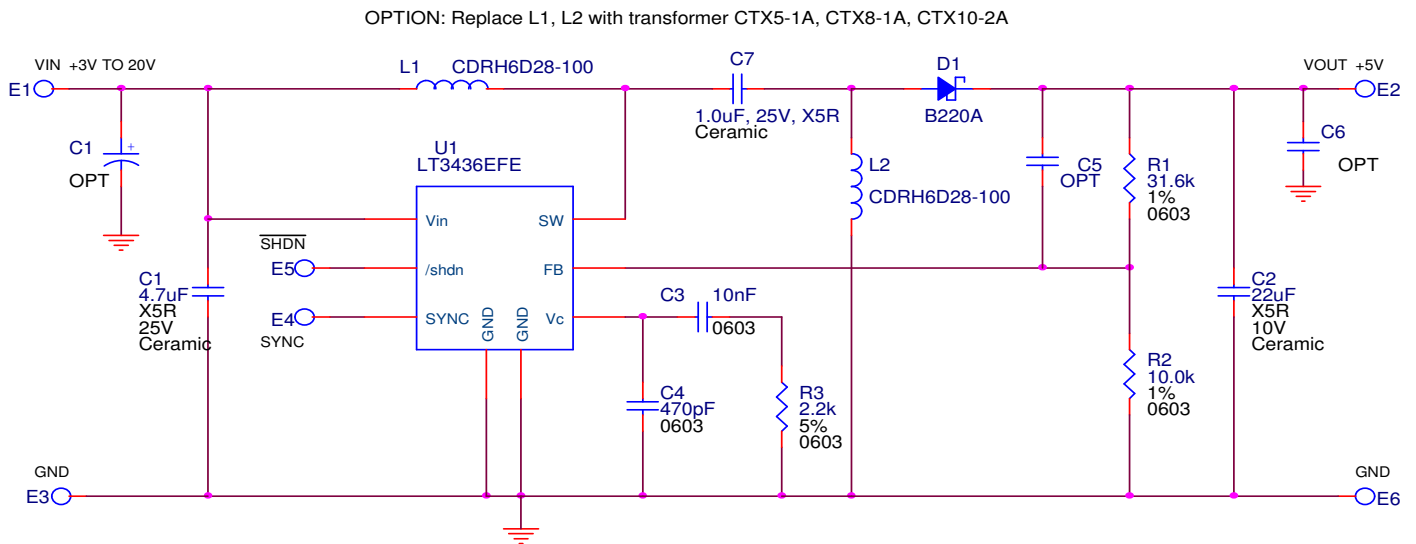 OPTION: Replace L1, L2 with transformer CTX5-1A, CTX8-1A, CTX10-2A
VIN +3V TO 20V
E1
C1
+
OPT
L1
CDRH6D28-100
C7
1.0uF, 25V, X5R
Ceramic
D1
B220A
VOUT +5V
E2
C6
OPT
U1
LT3436EFE
Vin
/shdn
SYNC
GND
GND
SW
FB
Vc
L2
CDRH6D28-100
C5
OPT
R1
31.6k
1%
0603
SHDN
E5
E4
SYNC
C1
4.7uF
X5R
25V
Ceramic
C3
10nF
0603
C4
470pF
0603
R3
2.2k
5%
0603
R2
10.0k
1%
0603
C2
22uF
X5R
10V
Ceramic
GND
E3
GND
E6